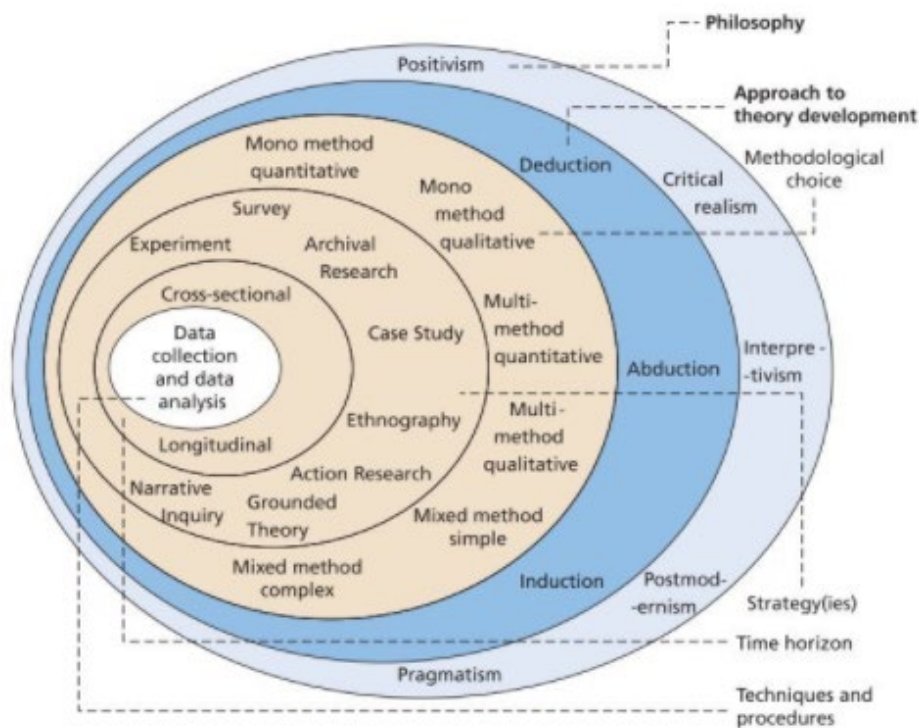 Philosophy
Positivism
Approach to
theory development
Mono method
quantitative
Deduction
Methodological
choice
Mono
method
qualitative
Critical
realism
Survey
Experiment
Archival
Research
Cross-sectional
Multi-
method
quantitative
Case Study
Data
collection
and data
analysis
Interpre-
-tivism
Abduction
Ethnography
Multi-
method
qualitative
Longitudinal
Action Research
Narrative
Inquiry
Grounded
Theory
Mixed method
simple
Mixed method
complex
Induction
Postmod-
-ernism
Strategy(ies)
Time horizon
Pragmatism
Techniques and
procedures